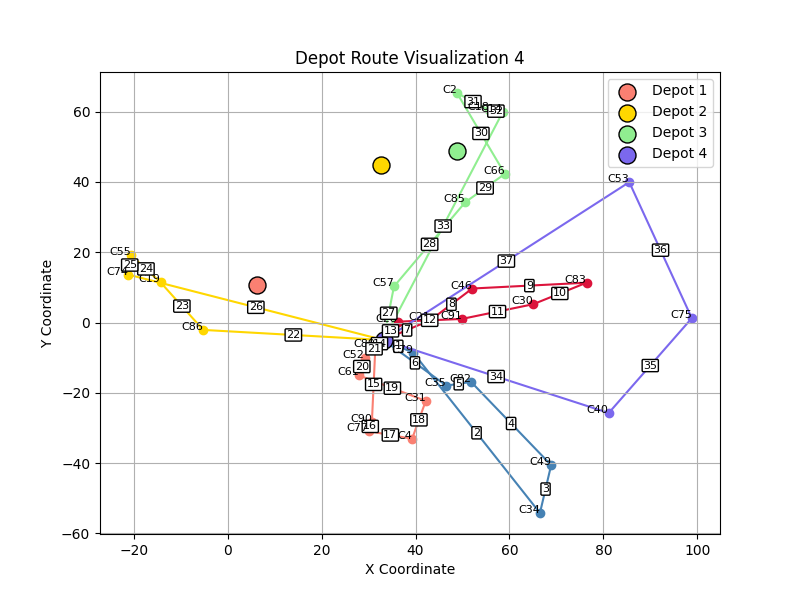 Depot Route Visualization 4
Depot 1
Depot 2
Depot 3
Depot 4
Y Coordinate
X Coordinate
60
40
20
0
−20
−40
−60
−20
0
20
40
60
80
100
C2
31
32
30
C66
29
C85
33
28
C57
27
C53
37
36
C75
35
C40
34
C46
8
9
C83
10
C30
11
C91
12
7
13
C55
25
24
C74
C19
23
26
C86
22
21
C52
20
C61
15
19
C31
18
C90
16
17
C4
6
C35
5
C82
4
2
C49
3
C34